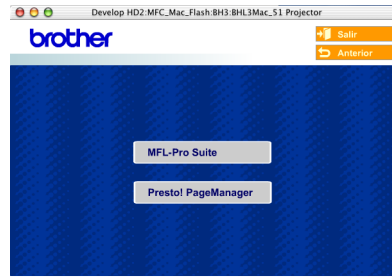 Develop HD2:MFC_Mac_Flash:BH3:BHL3Mac_51 Projector
brother
Salir
Anterior
MFL-Pro Suite
Presto! PageManager